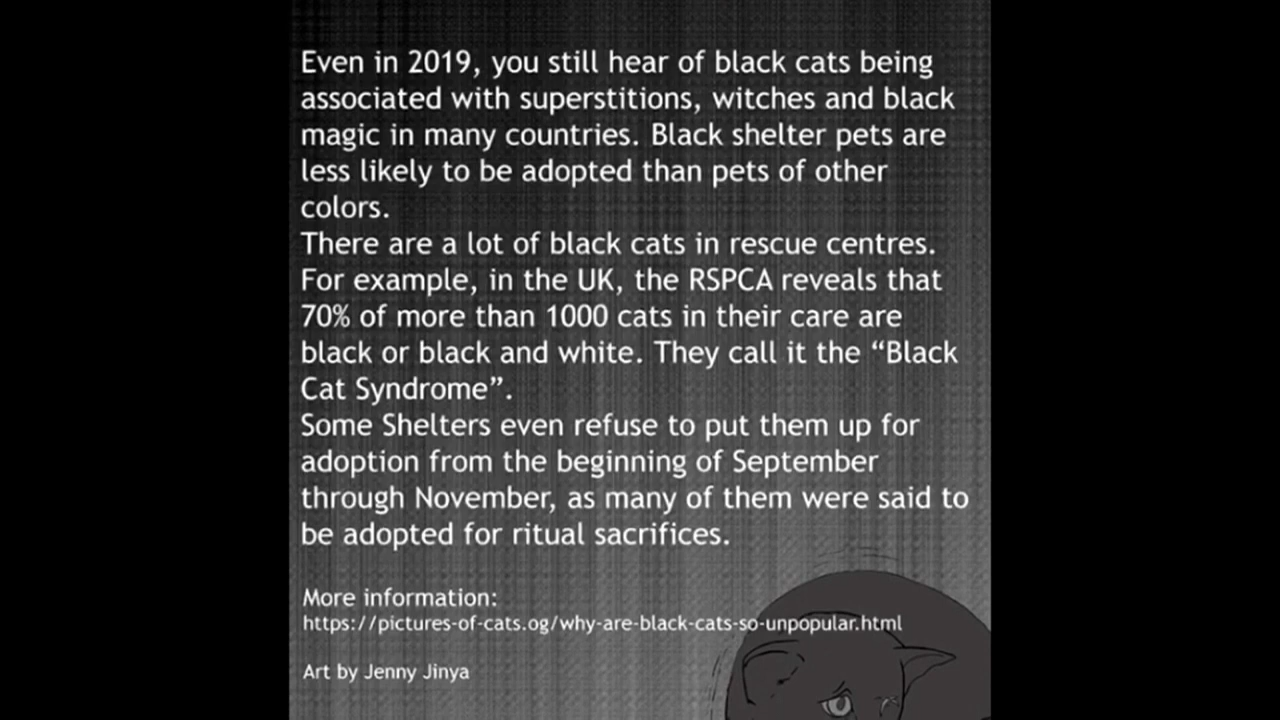 Even in 2019, you still hear of black cats being
associated with superstitions, witches and black
magic in many countries. Black shelter pets are
less likely to be adopted than pets of other
colors.
There are a lot of black cats in rescue centres.
For example, in the UK, the RSPCA reveals that
70% of more than 1000 cats in their care are
black or black and white. They call it the “Black
Cat Syndrome”.
Some Shelters even refuse to put them up for
adoption from the beginning of September
through November, as many of them were said to
be adopted for ritual sacrifices.
More information:
https://pictures-of-cats.og/why-are-black-cats-so-unpopular.html
Art by Jenny Jinya